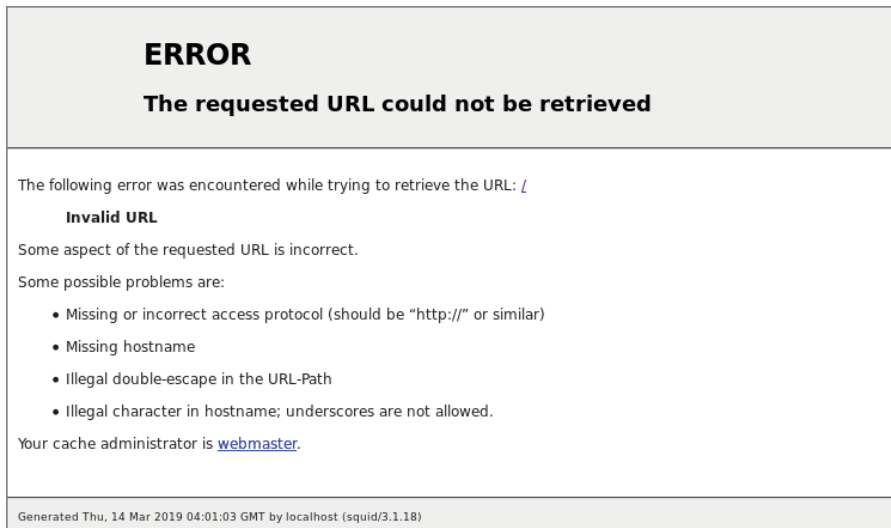 ERROR
The requested URL could not be retrieved
The following error was encountered while trying to retrieve the URL: /
Invalid URL
Some aspect of the requested URL is incorrect.
Some possible problems are:
• Missing or incorrect access protocol (should be “http://” or similar)
• Missing hostname
• Illegal double-escape in the URL-Path
• Illegal character in hostname; underscores are not allowed.
Your cache administrator is webmaster.
Generated Thu, 14 Mar 2019 04:01:03 GMT by localhost (squid/3.1.18)